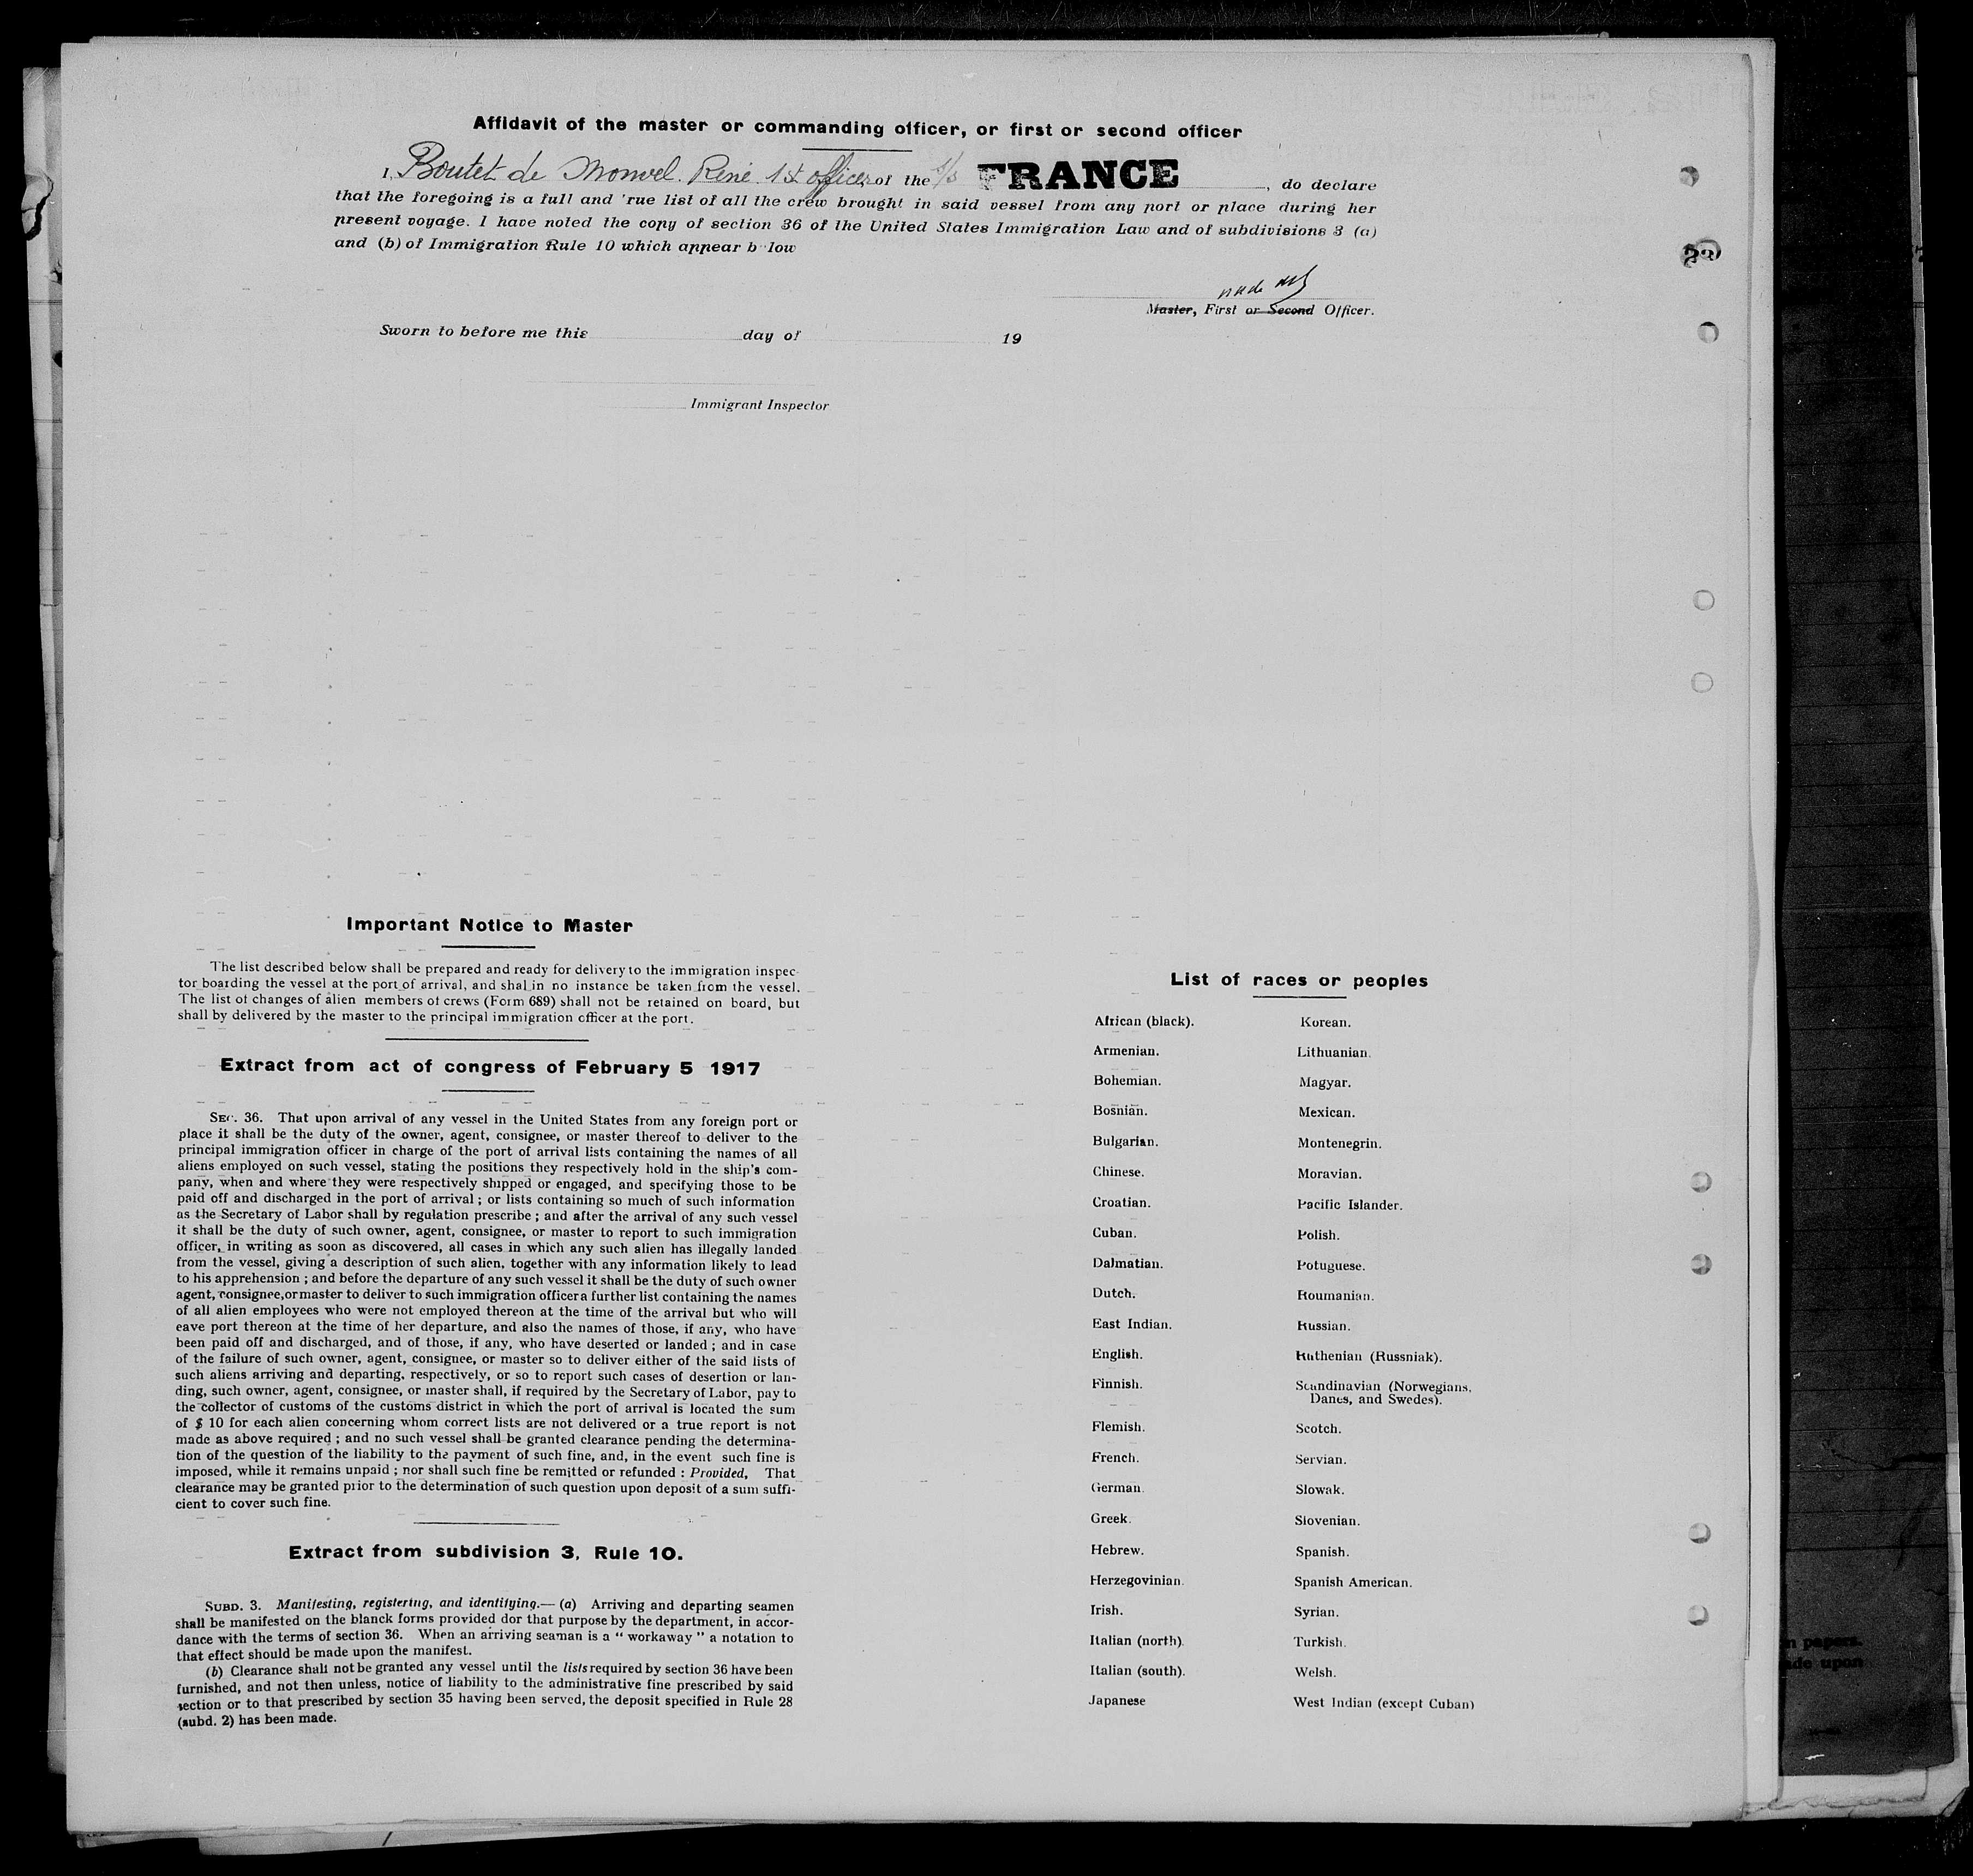 Affidavit of the master or commanding officer, or first or second officer
I, Boutet de Monvel. René. 1st officer of the s/s FRANCE, do declare
that the foregoing is a full and 'rue list of all the crew brought in said vessel from any port or place during her
present voyage. I have noted the copy of section 36 of the United States Immigration Law and of subdivisions 3 (a)
and (b) of Immigration Rule 10 which appear b low
Master, First or Second Officer.
Sworn to before me this day of 19
Immigrant Inspector
Important Notice to Master
The list described below shall be prepared and ready for delivery to the immigration inspec-
tor boarding the vessel at the port of arrival, and shal in no instance be taken from the vessel.
The list of changes of alien members of crews (Form 689) shall not be retained on board, but
shall by delivered by the master to the principal immigration officer at the port.
Extract from act of congress of February 5 1917
SEC. 36. That upon arrival of any vessel in the United States from any foreign port or
place it shall be the duty of the owner, agent, consignee, or master thereof to deliver to the
principal immigration officer in charge of the port of arrival lists containing the names of all
aliens employed on such vessel, stating the positions they respectively hold in the ship's com-
pany, when and where they were respectively shipped or engaged, and specifying those to be
paid off and discharged in the port of arrival ; or lists containing so much of such information
as the Secretary of Labor shall by regulation prescribe ; and after the arrival of any such vessel
it shall be the duty of such owner, agent, consignee, or master to report to such immigration
officer, in writing as soon as discovered, all cases in which any such alien has illegally landed
from the vessel, giving a description of such alien, together with any information likely to lead
to his apprehension ; and before the departure of any such vessel it shall be the duty of such owner
agent, consignee, or master to deliver to such immigration officer a further list containing the names
of all alien employees who were not employed thereon at the time of the arrival but who will
eave port thereon at the time of her departure, and also the names of those, if any, who have
been paid off and discharged, and of those, if any, who have deserted or landed ; and in case
of the failure of such owner, agent, consignee, or master so to deliver either of the said lists of
such aliens arriving and departing, respectively, or so to report such cases of desertion or lan-
ding, such owner, agent, consignee, or master shall, if required by the Secretary of Labor, pay to
the collector of customs of the customs district in which the port of arrival is located the sum
of $ 10 for each alien concerning whom correct lists are not delivered or a true report is not
made as above required ; and no such vessel shall be granted clearance pending the determina-
tion of the question of the liability to the payment of such fine, and, in the event such fine is
imposed, while it remains unpaid ; nor shall such fine be remitted or refunded : Provided, That
clearance may be granted prior to the determination of such question upon deposit of a sum suffi-
cient to cover such fine.
Extract from subdivision 3, Rule 10.
SUBD. 3. Manifesting, registering, and identifying.— (a) Arriving and departing seamen
shall be manifested on the blanck forms provided dor that purpose by the department, in accor-
dance with the terms of section 36. When an arriving seaman is a “ workaway ” a notation to
that effect should be made upon the manifest.
(b) Clearance shall not be granted any vessel until the lists required by section 36 have been
furnished, and not then unless, notice of liability to the administrative fine prescribed by said
section or to that prescribed by section 35 having been served, the deposit specified in Rule 28
(subd. 2) has been made.
List of races or peoples
African (black). Korean.
Armenian. Lithuanian.
Bohemian. Magyar.
Bosnian. Mexican.
Bulgarian. Montenegrin.
Chinese. Moravian.
Croatian. Pacific Islander.
Cuban. Polish.
Dalmatian. Potuguese.
Dutch. Roumanian.
East Indian. Russian.
English. Ruthenian (Russniak).
Finnish. Scandinavian (Norwegians,
Danes, and Swedes).
Flemish. Scotch.
French. Servian.
German. Slowak.
Greek. Slovenian.
Hebrew. Spanish.
Herzegovinian. Spanish American.
Irish. Syrian.
Italian (north). Turkish.
Italian (south). Welsh.
Japanese West Indian (except Cuban)
n papers.
ade upon